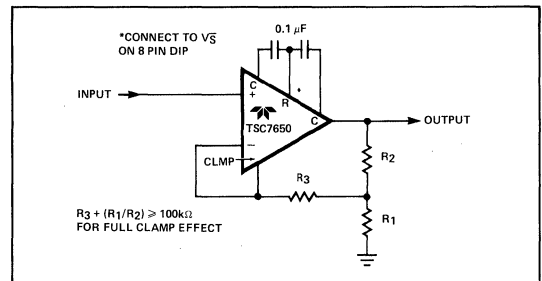 *CONNECT TO V̅S
ON 8 PIN DIP
0.1 μF
INPUT
C
+
R
*
C
TSC7650
OUTPUT
−
CLMP
R2
R3
R1
R3 + (R1/R2) ⩾ 100kΩ
FOR FULL CLAMP EFFECT